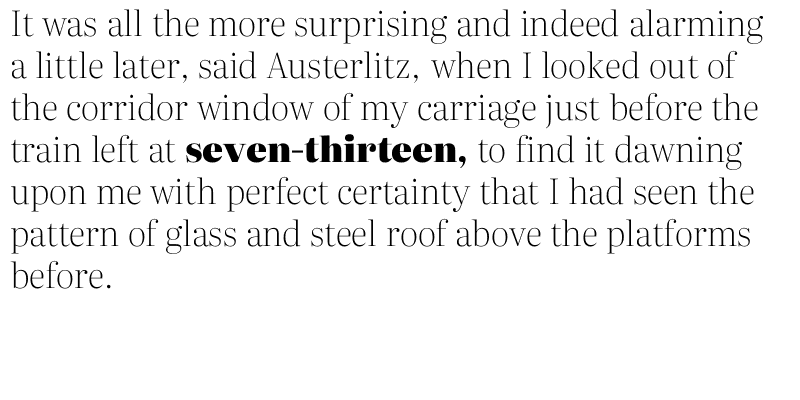 It was all the more surprising and indeed alarming
a little later, said Austerlitz, when I looked out of
the corridor window of my carriage just before the
train left at seven-thirteen, to find it dawning
upon me with perfect certainty that I had seen the
pattern of glass and steel roof above the platforms
before.